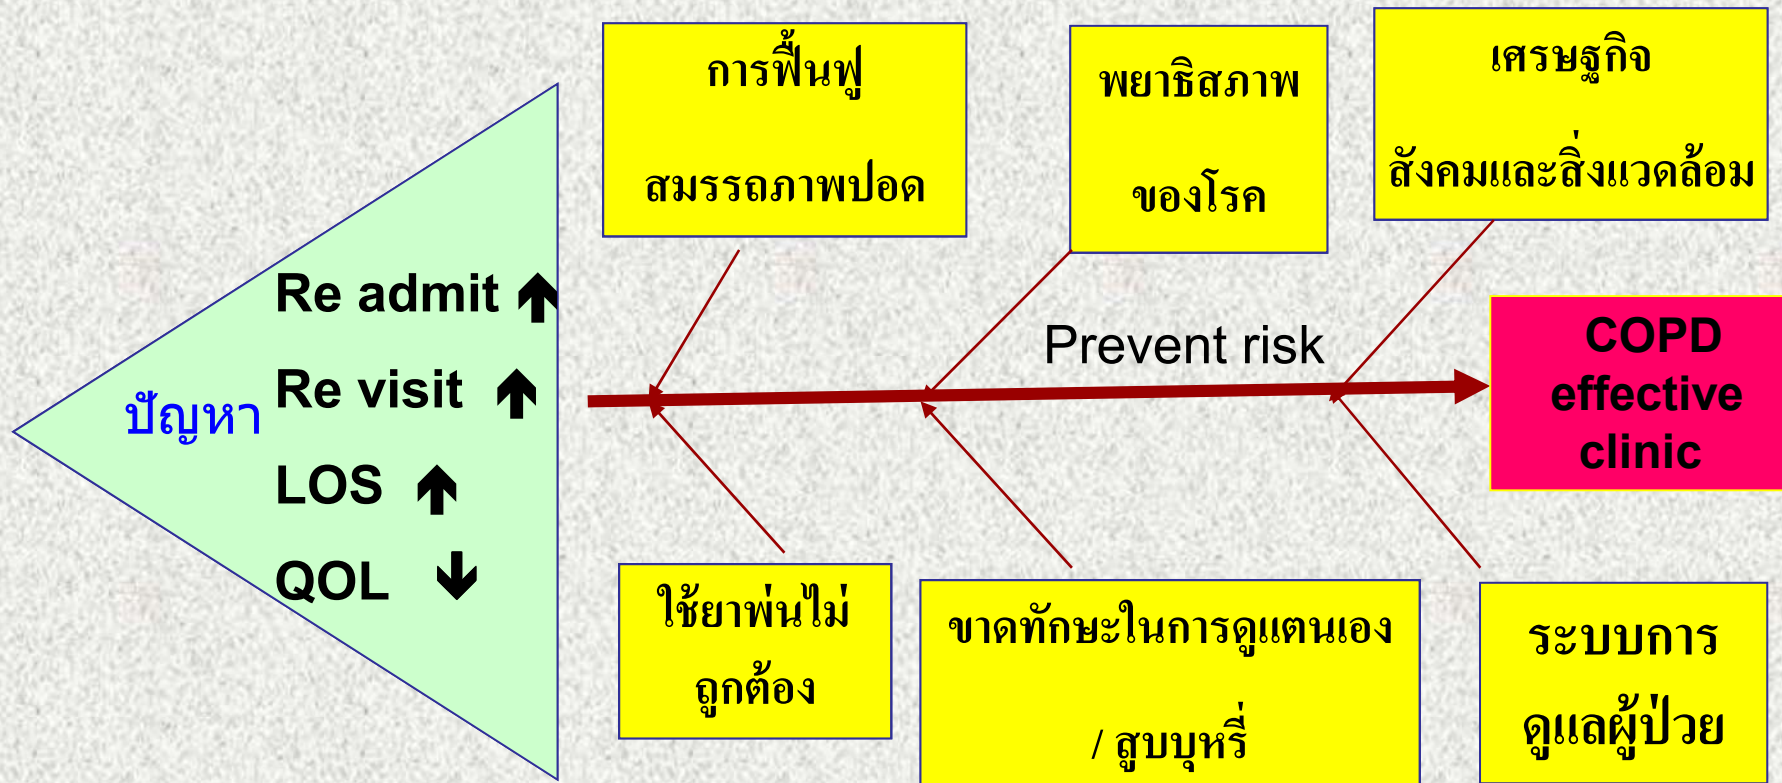 การฟื้นฟู
สมรรถภาพปอด
พยาธิสภาพ
ของโรค
เศรษฐกิจ
สังคมและสิ่งแวดล้อม
ปัญหา
Re admit ↑
Re visit ↑
LOS ↑
QOL ↓
Prevent risk
COPD
effective
clinic
ใช้ยาพ่นไม่
ถูกต้อง
ขาดทักษะในการดูแตนเอง
/ สูบบุหรี่
ระบบการ
ดูแลผู้ป่วย